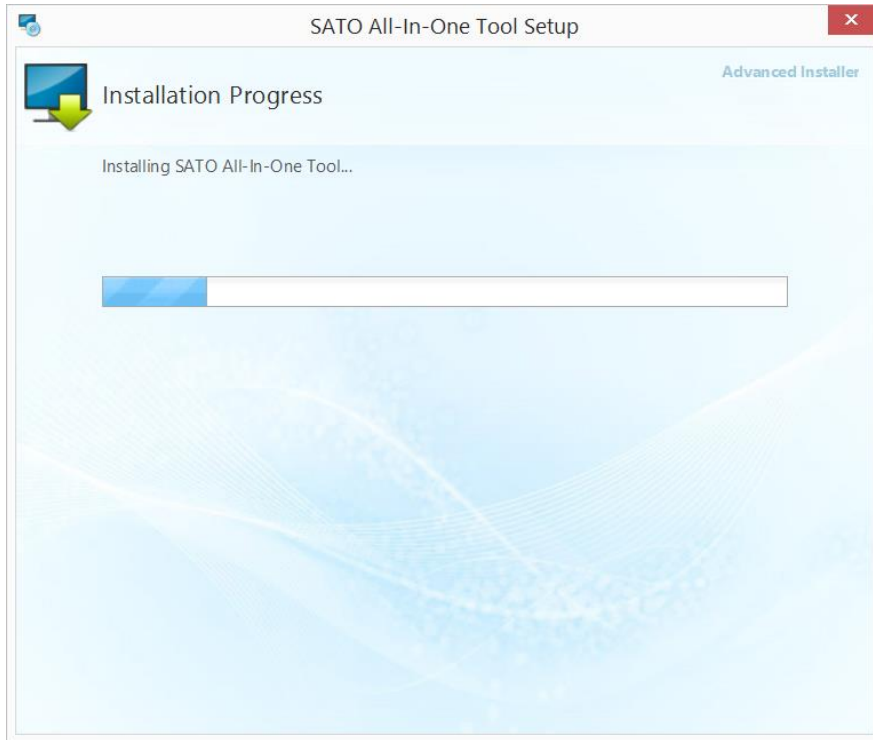 SATO All-In-One Tool Setup
Advanced Installer
Installation Progress
Installing SATO All-In-One Tool...